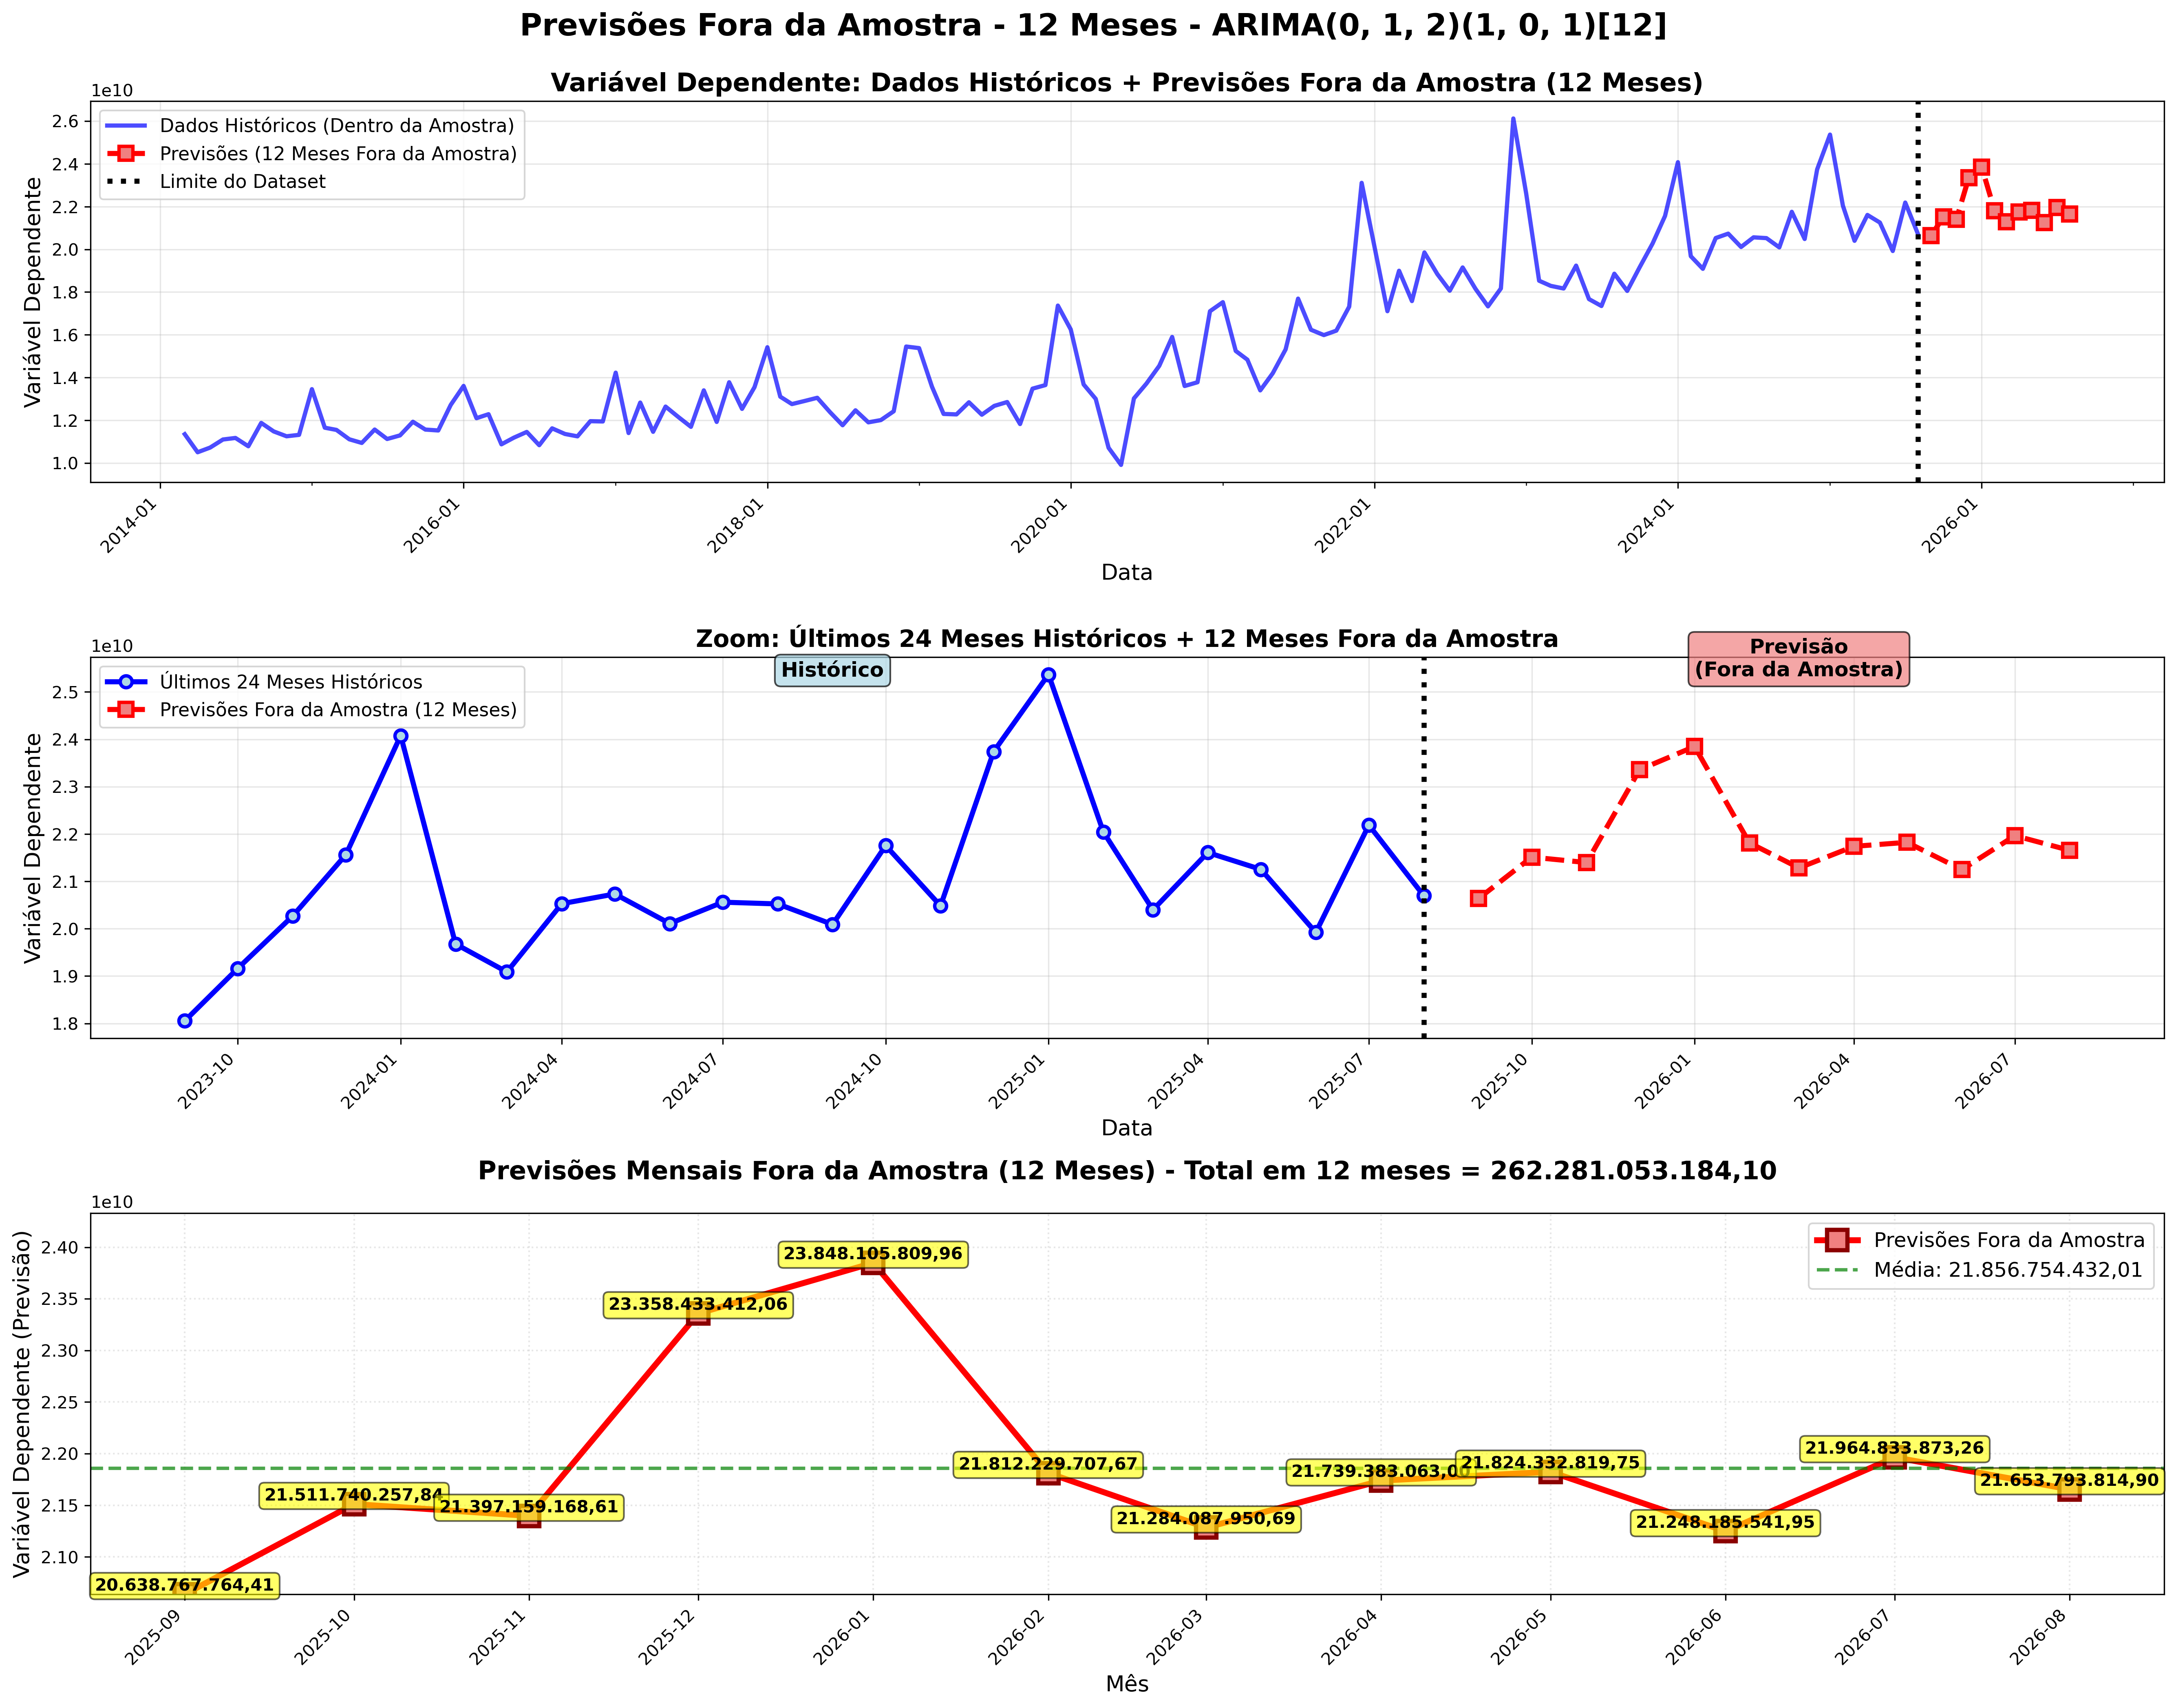 Previsões Fora da Amostra - 12 Meses - ARIMA(0, 1, 2)(1, 0, 1)[12]
Variável Dependente: Dados Históricos + Previsões Fora da Amostra (12 Meses)
1e10
Dados Históricos (Dentro da Amostra)
Previsões (12 Meses Fora da Amostra)
Limite do Dataset
Variável Dependente
2.6
2.4
2.2
2.0
1.8
1.6
1.4
1.2
1.0
2014-01
2016-01
2018-01
2020-01
2022-01
2024-01
2026-01
Data
Zoom: Últimos 24 Meses Históricos + 12 Meses Fora da Amostra
1e10
Últimos 24 Meses Históricos
Previsões Fora da Amostra (12 Meses)
Histórico
Previsão
(Fora da Amostra)
Variável Dependente
2.5
2.4
2.3
2.2
2.1
2.0
1.9
1.8
2023-10
2024-01
2024-04
2024-07
2024-10
2025-01
2025-04
2025-07
2025-10
2026-01
2026-04
2026-07
Data
Previsões Mensais Fora da Amostra (12 Meses) - Total em 12 meses = 262.281.053.184,10
1e10
Previsões Fora da Amostra
Média: 21.856.754.432,01
Variável Dependente (Previsão)
2.40
2.35
2.30
2.25
2.20
2.15
2.10
20.638.767.764,41
21.511.740.257,84
21.397.159.168,61
23.358.433.412,06
23.848.105.809,96
21.812.229.707,67
21.284.087.950,69
21.824.332.819,75
21.248.185.541,95
21.964.833.873,26
21.653.793.814,90
2025-09
2025-10
2025-11
2025-12
2026-01
2026-02
2026-03
2026-04
2026-05
2026-06
2026-07
2026-08
Mês